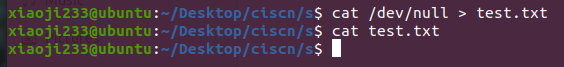 xiaoji233@ubuntu:~/Desktop/ciscn/s$ cat /dev/null > test.txt
xiaoji233@ubuntu:~/Desktop/ciscn/s$ cat test.txt
xiaoji233@ubuntu:~/Desktop/ciscn/s$